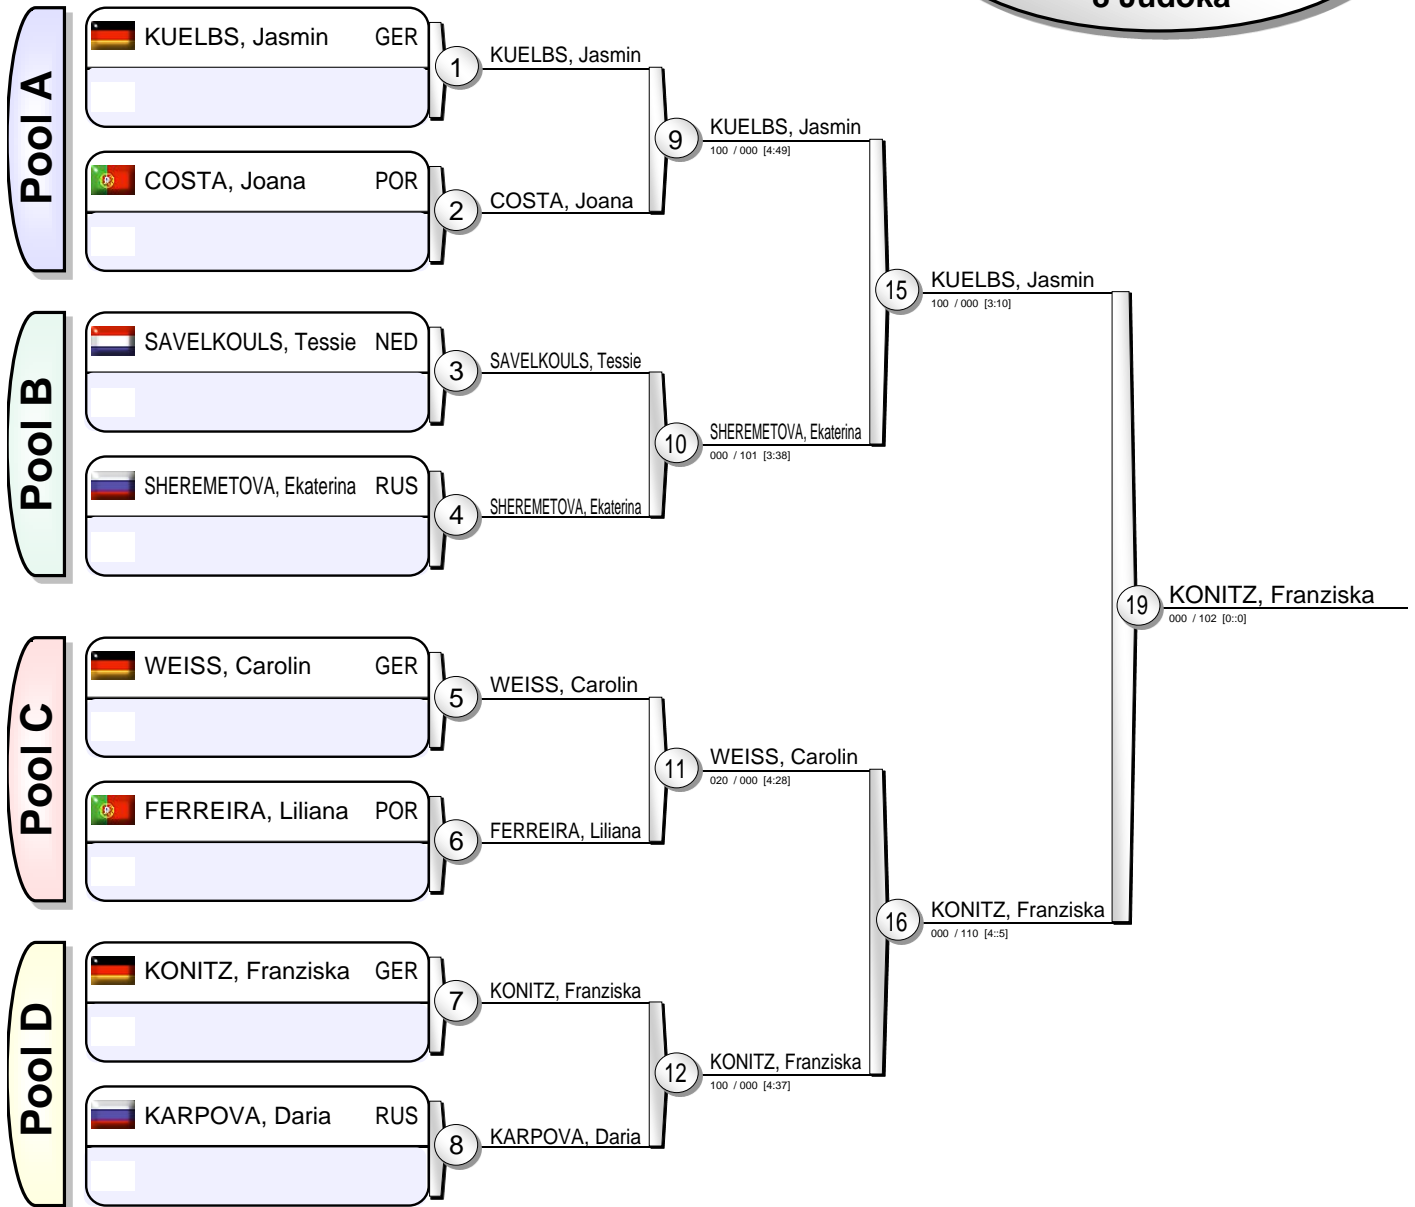 8 Judoka
Pool A
KUELBS, Jasmin GER
1
KUELBS, Jasmin
COSTA, Joana POR
2
COSTA, Joana
9
KUELBS, Jasmin
100 / 000 [4:49]
Pool B
SAVELKOULS, Tessie NED
3
SAVELKOULS, Tessie
SHEREMETOVA, Ekaterina RUS
4
SHEREMETOVA, Ekaterina
10
SHEREMETOVA, Ekaterina
000 / 101 [3:38]
15
KUELBS, Jasmin
100 / 000 [3:10]
Pool C
WEISS, Carolin GER
5
WEISS, Carolin
FERREIRA, Liliana POR
6
FERREIRA, Liliana
11
WEISS, Carolin
020 / 000 [4:28]
Pool D
KONITZ, Franziska GER
7
KONITZ, Franziska
KARPOVA, Daria RUS
8
KARPOVA, Daria
12
KONITZ, Franziska
100 / 000 [4:37]
16
KONITZ, Franziska
000 / 110 [4::5]
19
KONITZ, Franziska
000 / 102 [0::0]